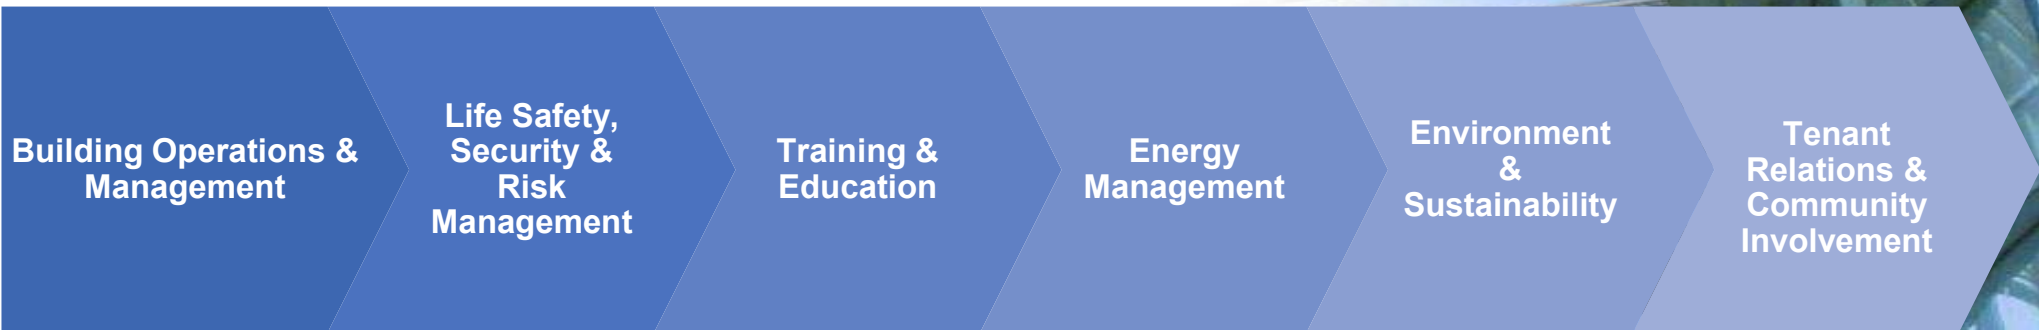 Building Operations &
Management
Life Safety,
Security &
Risk
Management
Training &
Education
Energy
Management
Environment
&
Sustainability
Tenant
Relations &
Community
Involvement